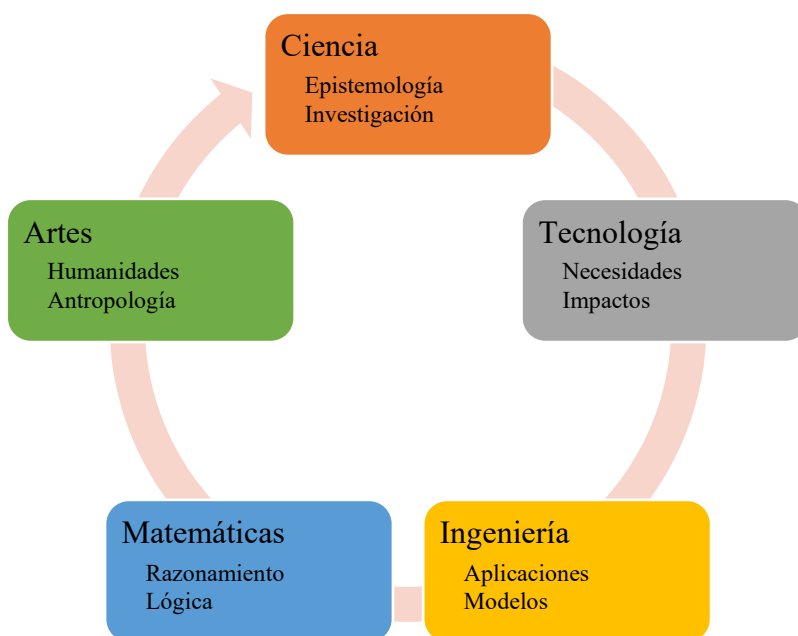 Ciencia
Epistemología
Investigación
Tecnología
Necesidades
Impactos
Ingeniería
Aplicaciones
Modelos
Matemáticas
Razonamiento
Lógica
Artes
Humanidades
Antropología